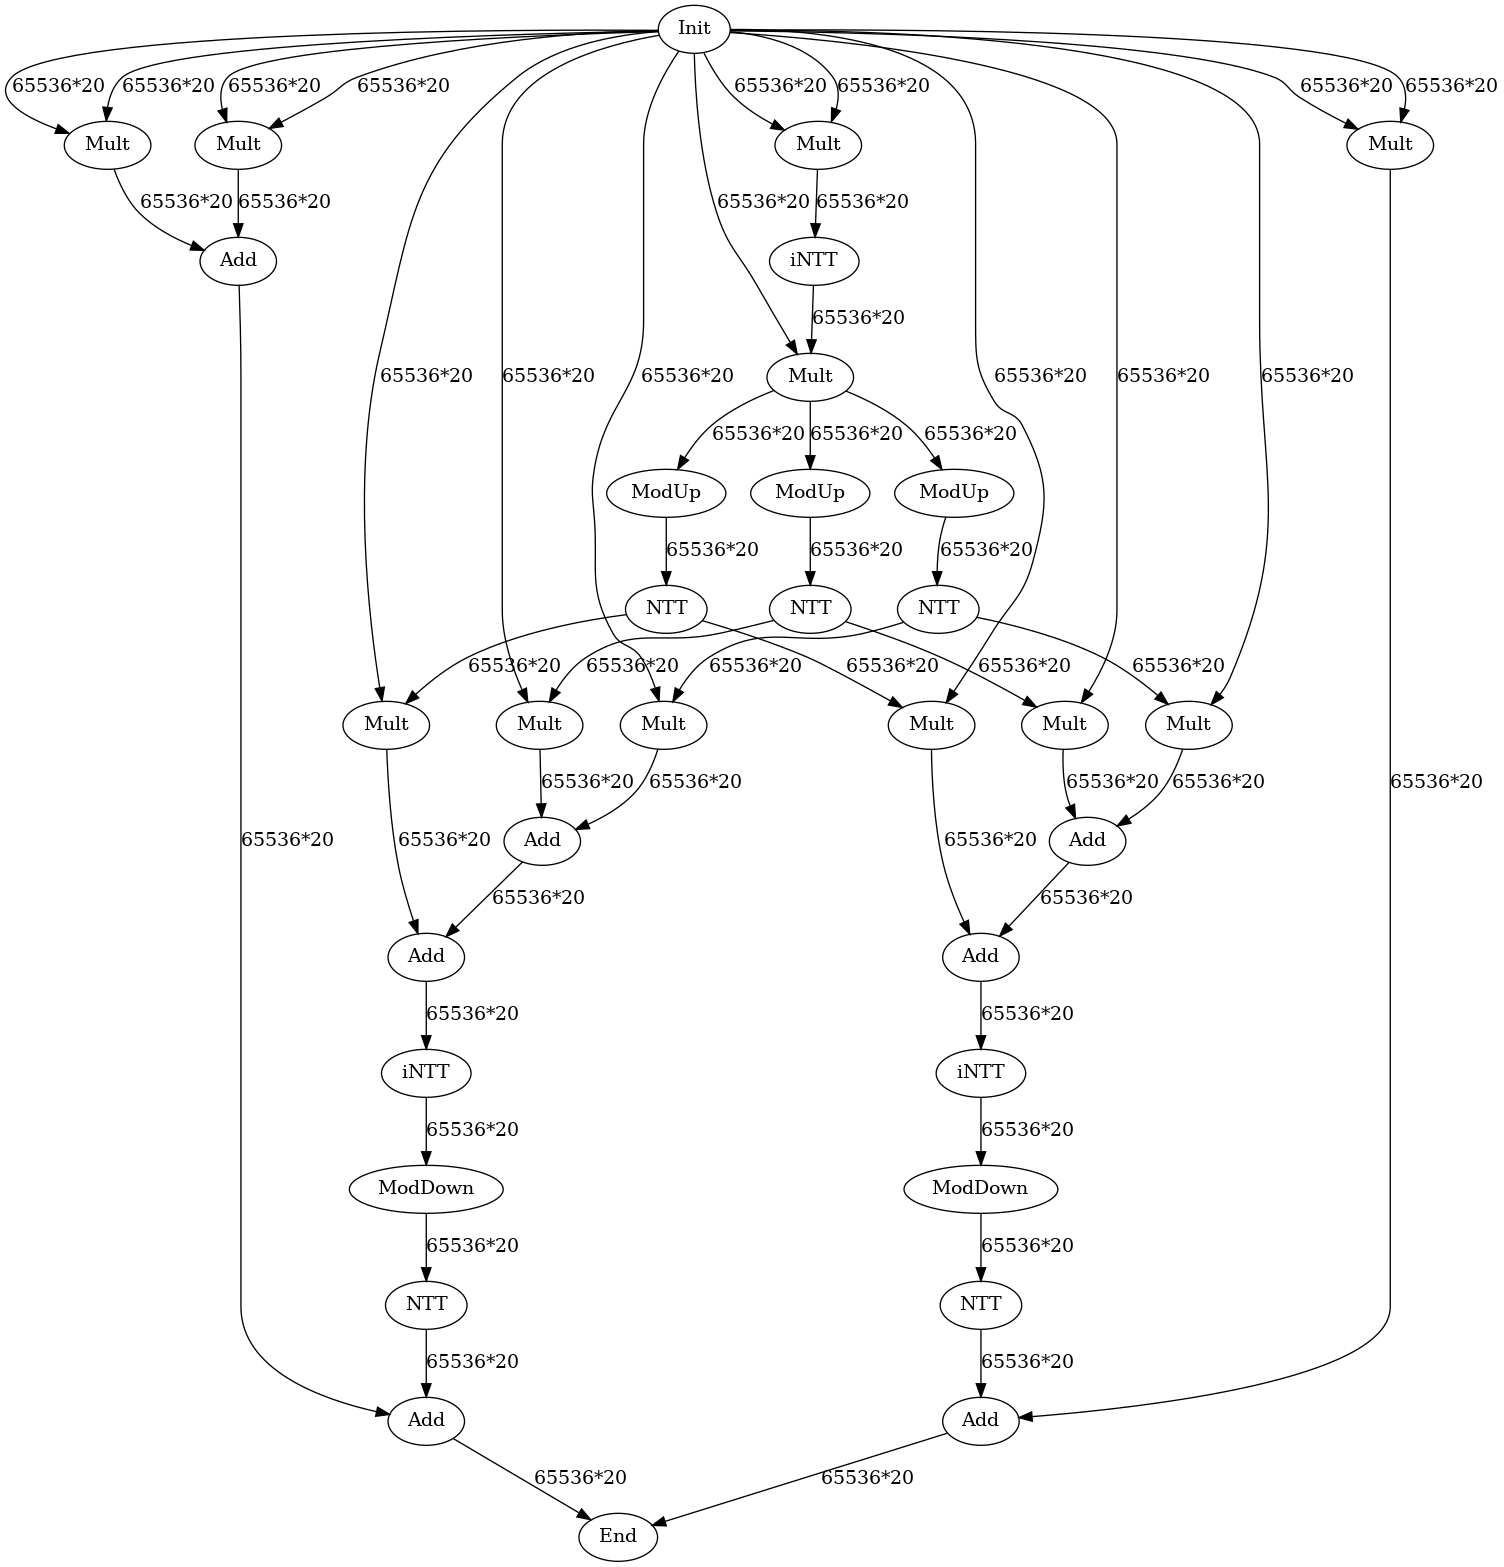 Init
65536*20 65536*20 65536*20 65536*20 65536*20 65536*20 65536*20 65536*20
Mult Mult Mult Mult
65536*20 65536*20 65536*20 65536*20
Add iNTT
65536*20
65536*20 65536*20 65536*20 Mult 65536*20 65536*20 65536*20
65536*20 65536*20 65536*20
ModUp ModUp ModUp
65536*20 65536*20 65536*20
NTT NTT NTT
65536*20 65536*20 65536*20 65536*20 65536*20 65536*20
Mult Mult Mult Mult Mult Mult
65536*20 65536*20 65536*20 65536*20 65536*20
65536*20 65536*20 Add 65536*20 Add
65536*20 65536*20
Add Add
65536*20 65536*20
iNTT iNTT
65536*20 65536*20
ModDown ModDown
65536*20 65536*20
NTT NTT
65536*20 65536*20
Add Add
65536*20 65536*20
End